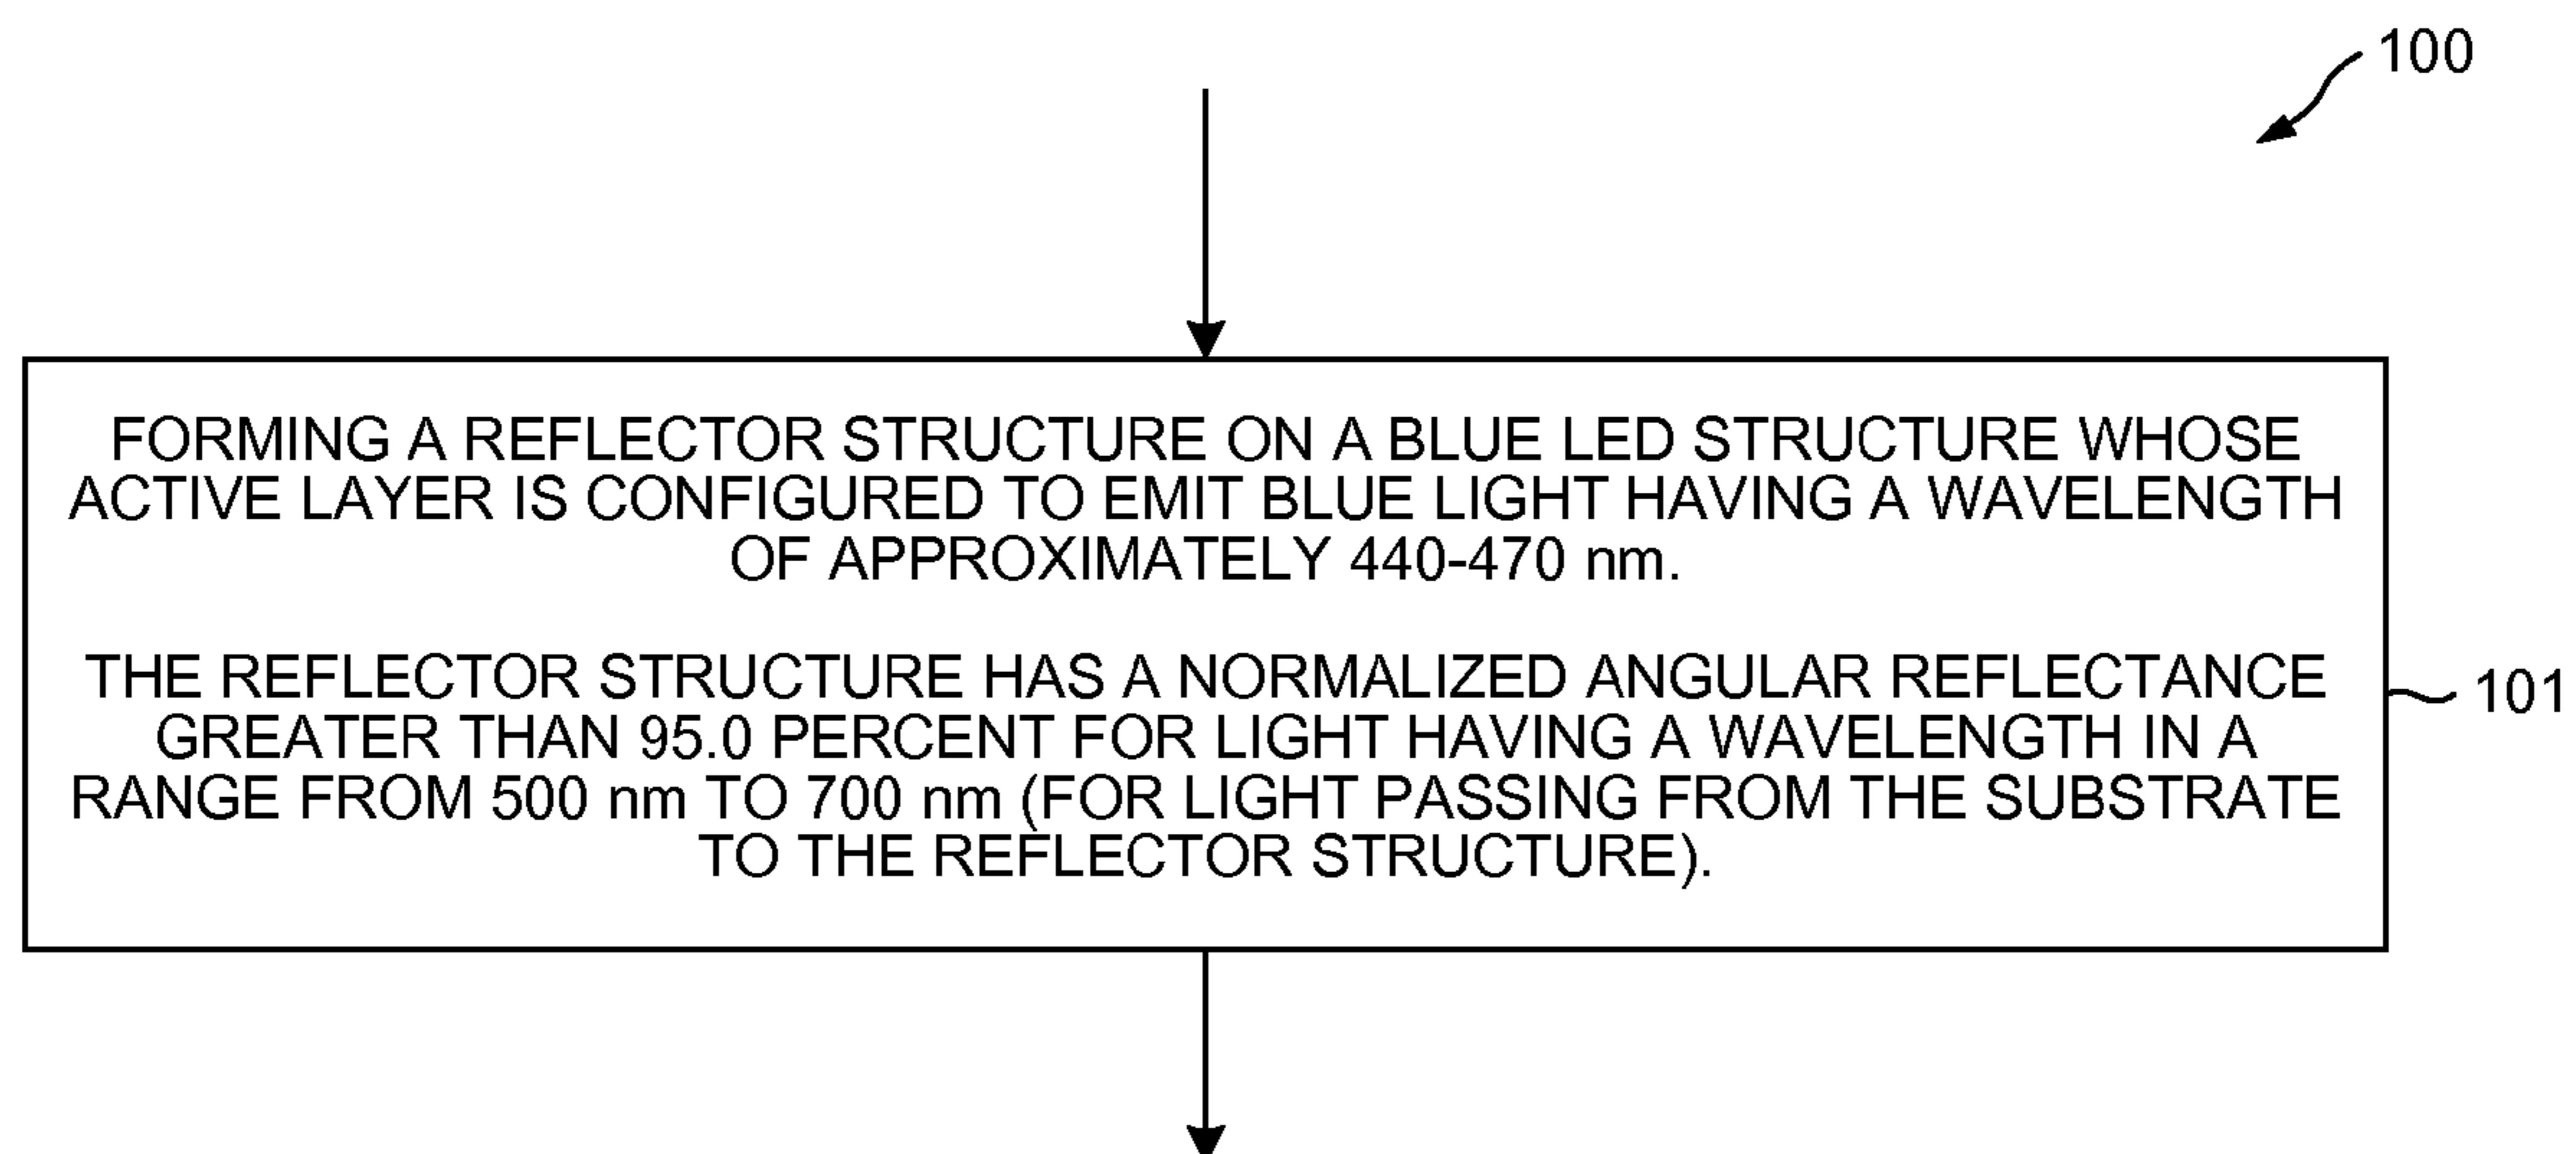 100
FORMING A REFLECTOR STRUCTURE ON A BLUE LED STRUCTURE WHOSE
ACTIVE LAYER IS CONFIGURED TO EMIT BLUE LIGHT HAVING A WAVELENGTH
OF APPROXIMATELY 440-470 nm.
THE REFLECTOR STRUCTURE HAS A NORMALIZED ANGULAR REFLECTANCE
GREATER THAN 95.0 PERCENT FOR LIGHT HAVING A WAVELENGTH IN A
RANGE FROM 500 nm TO 700 nm (FOR LIGHT PASSING FROM THE SUBSTRATE
TO THE REFLECTOR STRUCTURE).
101